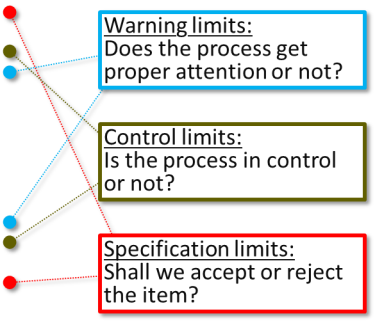 Warning limits:
Does the process get
proper attention or not?
Control limits:
Is the process in control
or not?
Specification limits:
Shall we accept or reject
the item?